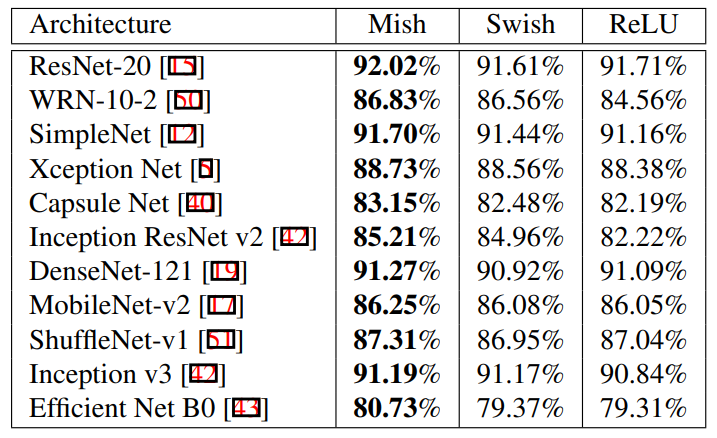 Architecture Mish Swish ReLU
ResNet-20 [15] 92.02% 91.61% 91.71%
WRN-10-2 [50] 86.83% 86.56% 84.56%
SimpleNet [12] 91.70% 91.44% 91.16%
Xception Net [5] 88.73% 88.56% 88.38%
Capsule Net [40] 83.15% 82.48% 82.19%
Inception ResNet v2 [42] 85.21% 84.96% 82.22%
DenseNet-121 [19] 91.27% 90.92% 91.09%
MobileNet-v2 [17] 86.25% 86.08% 86.05%
ShuffleNet-v1 [51] 87.31% 86.95% 87.04%
Inception v3 [42] 91.19% 91.17% 90.84%
Efficient Net B0 [43] 80.73% 79.37% 79.31%